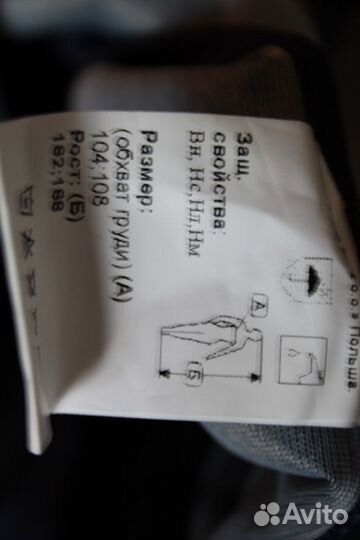 Защ.
свойства:
Вн, Нс,Нл,Нм
Размер;
(обхват груди) (А)
104;108
Рост; (Б)
182;188
А
Б
Польша.
Avito